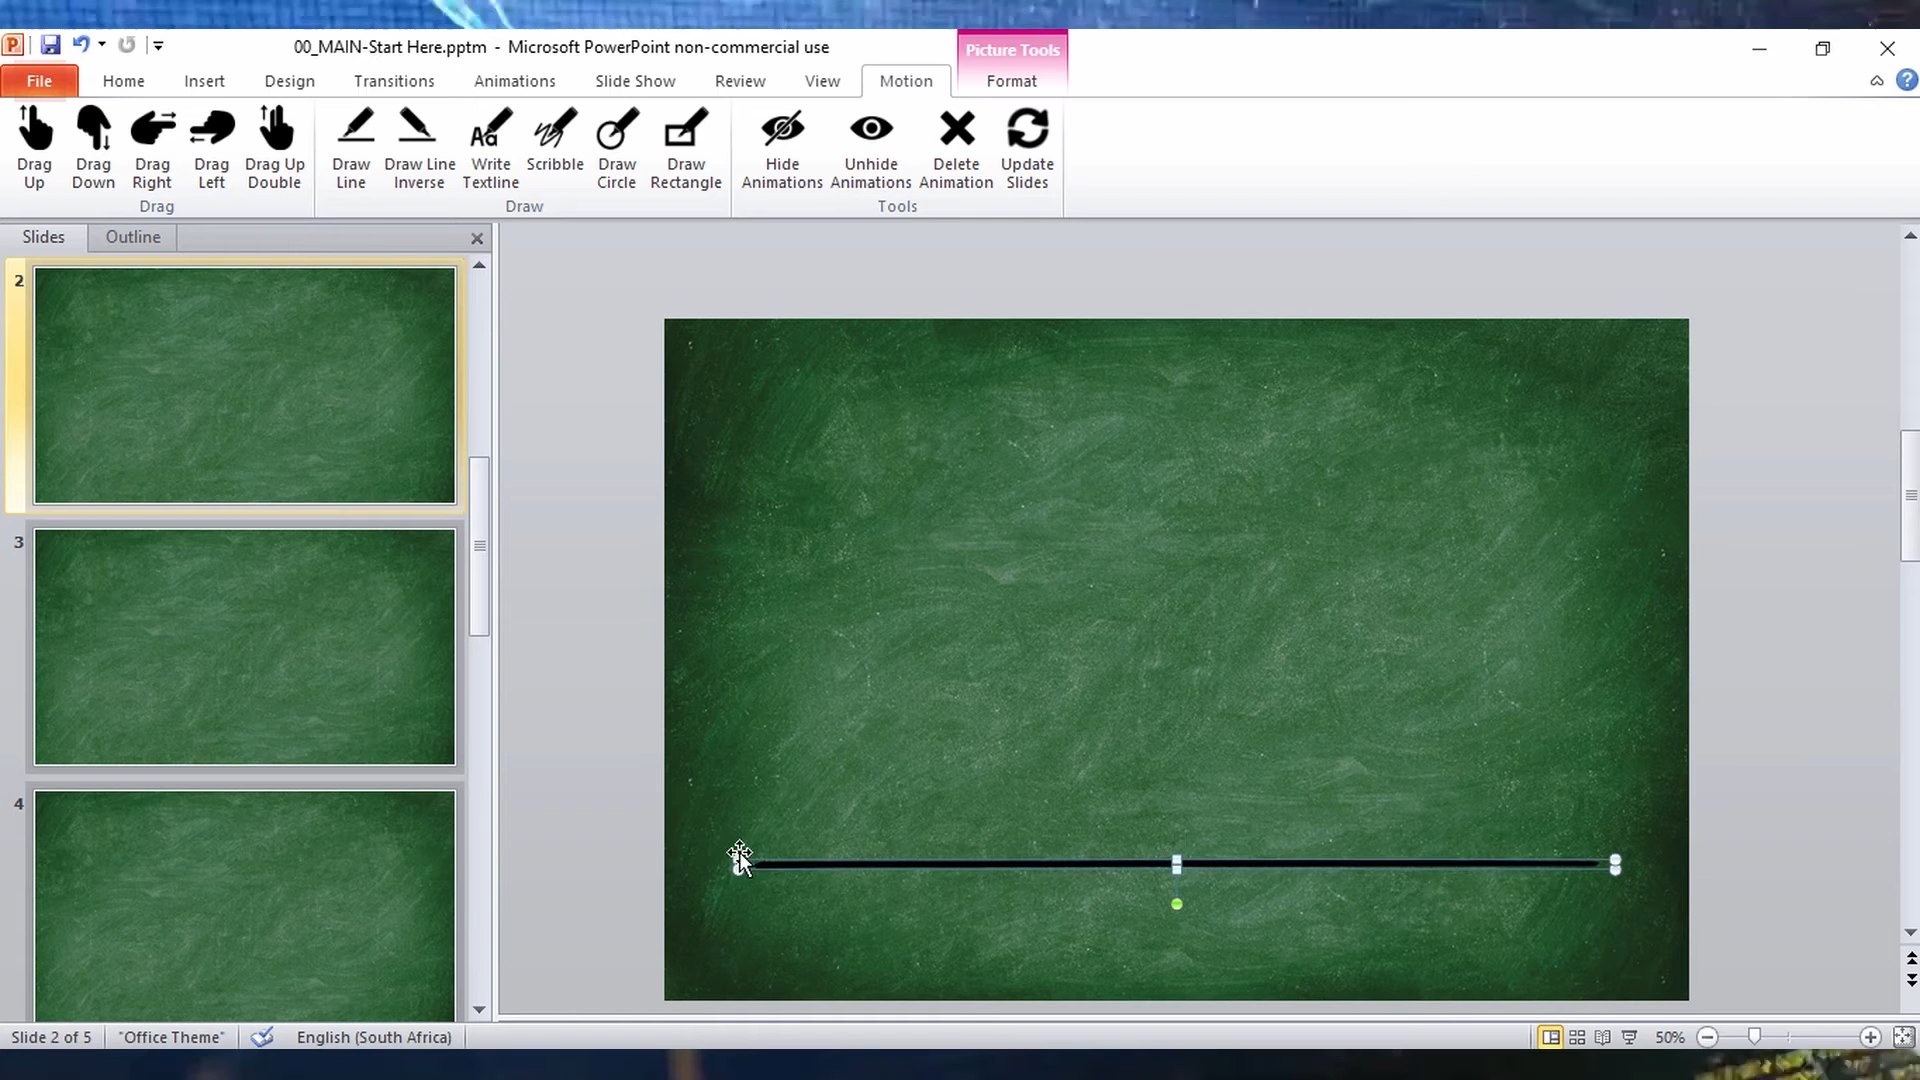 P
00_MAIN-Start Here.pptm - Microsoft PowerPoint non-commercial use
Picture Tools
File
Home
Insert
Design
Transitions
Animations
Slide Show
Review
View
Motion
Format
?
Drag Up
Drag Down
Drag Right
Drag Left
Drag Up Double
Draw Line
Draw Line Inverse
Aa
Write Textline
Scribble
Draw Circle
Draw Rectangle
Hide Animations
Unhide Animations
Delete Animation
Update Slides
Drag
Draw
Tools
Slides
Outline
2
3
4
Slide 2 of 5
"Office Theme"
English (South Africa)
50%